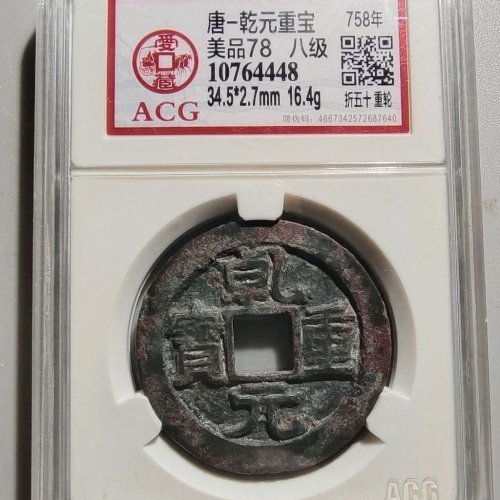 唐一乾元重宝
758年
美品78 八级
10764448
34.5*2.7mm 16.4g
折五十 重轮
防伪码: 4667342572687640
ACG
乾元重寶
ACG